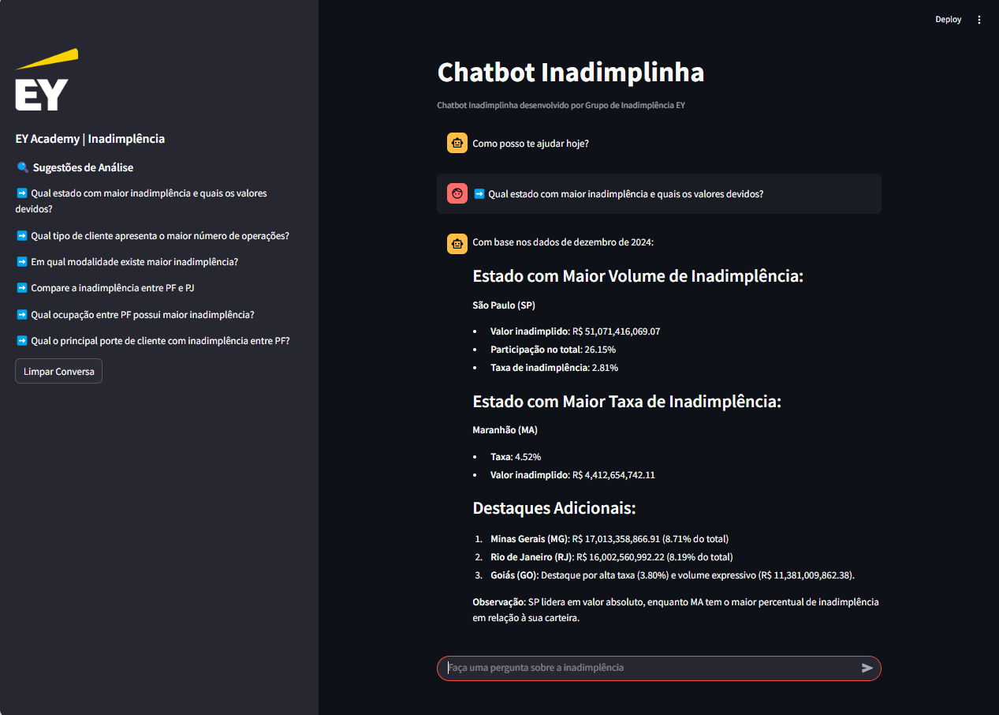 Deploy
EY
EY Academy | Inadimplência
Sugestões de Análise
Qual estado com maior inadimplência e quais os valores
devidos?
Qual tipo de cliente apresenta o maior número de operações?
Em qual modalidade existe maior inadimplência?
Compare a inadimplência entre PF e PJ
Qual ocupação entre PF possui maior inadimplência?
Qual o principal porte de cliente com inadimplência entre PF?
Limpar Conversa
Chatbot Inadimplinha
Chatbot Inadimplinha desenvolvido por Grupo de Inadimplência EY
Como posso te ajudar hoje?
Qual estado com maior inadimplência e quais os valores devidos?
Com base nos dados de dezembro de 2024:
Estado com Maior Volume de Inadimplência:
São Paulo (SP)
• Valor inadimplido: R$ 51,071,416,069.07
• Participação no total: 26.15%
• Taxa de inadimplência: 2.81%
Estado com Maior Taxa de Inadimplência:
Maranhão (MA)
• Taxa: 4.52%
• Valor inadimplido: R$ 4,412,654,742.11
Destaques Adicionais:
1. Minas Gerais (MG): R$ 17,013,358,866.91 (8.71% do total)
2. Rio de Janeiro (RJ): R$ 16,002,560,992.22 (8.19% do total)
3. Goiás (GO): Destaque por alta taxa (3.80%) e volume expressivo (R$ 11,381,009,862.38).
Observação: SP lidera em valor absoluto, enquanto MA tem o maior percentual de inadimplência
em relação à sua carteira.
Faça uma pergunta sobre a inadimplência